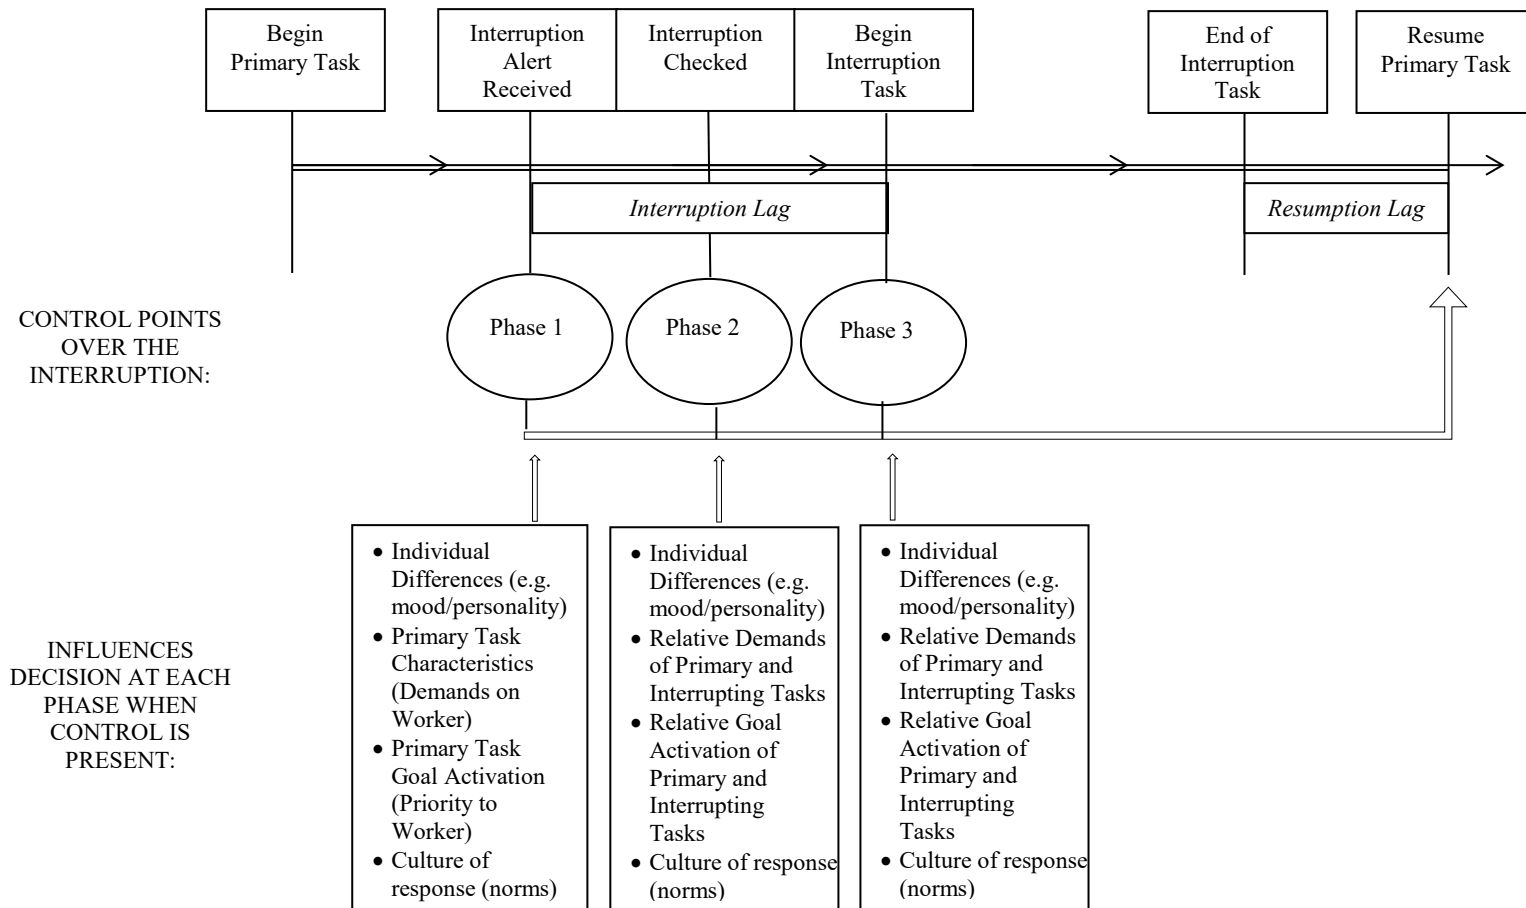 Begin
Primary Task
Interruption
Alert
Received
Interruption
Checked
Begin
Interruption
Task
End of
Interruption
Task
Resume
Primary Task
Interruption Lag
Resumption Lag
CONTROL POINTS
OVER THE
INTERRUPTION:
Phase 1
Phase 2
Phase 3
INFLUENCES
DECISION AT EACH
PHASE WHEN
CONTROL IS
PRESENT:
• Individual
Differences (e.g.
mood/personality)
• Primary Task
Characteristics
(Demands on
Worker)
• Primary Task
Goal Activation
(Priority to
Worker)
• Culture of
response (norms)
• Individual
Differences (e.g.
mood/personality)
• Relative Demands
of Primary and
Interrupting Tasks
• Relative Goal
Activation of
Primary and
Interrupting
Tasks
• Culture of response
(norms)
• Individual
Differences (e.g.
mood/personality)
• Relative Demands
of Primary and
Interrupting Tasks
• Relative Goal
Activation of
Primary and
Interrupting
Tasks
• Culture of response
(norms)